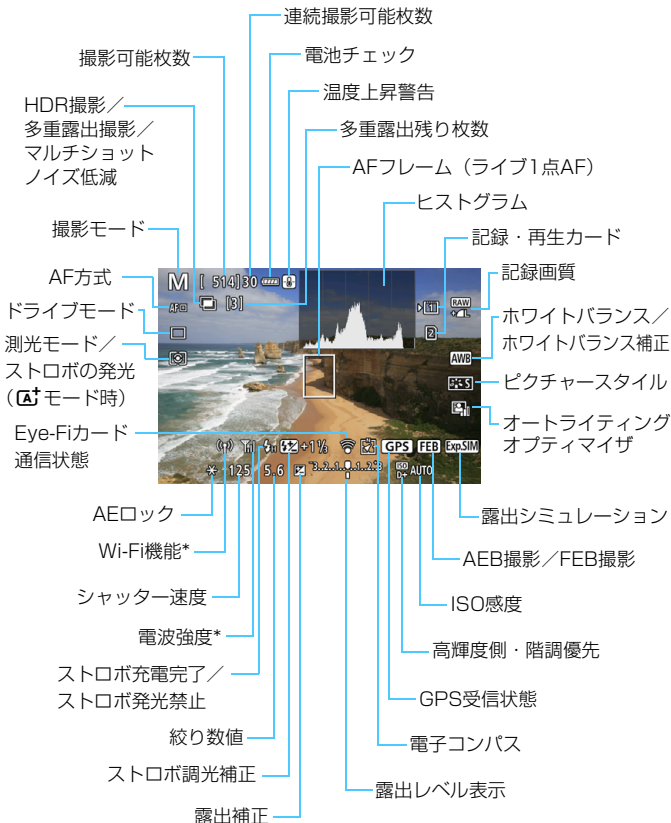 連続撮影可能枚数
撮影可能枚数
電池チェック
温度上昇警告
HDR撮影／
多重露出撮影／
マルチショット
ノイズ低減
多重露出残り枚数
AFフレーム（ライブ1点AF）
ヒストグラム
撮影モード
記録・再生カード
AF方式
記録画質
ドライブモード
測光モード／
ストロボの発光
（A+モード時）
ホワイトバランス／
ホワイトバランス補正
ピクチャースタイル
オートライティング
オプティマイザ
Eye-Fiカード
通信状態
M [ 514]30
AF [3]
1 RAW L
2
AWB
S
+1⅓ GPS FEB Exp.SIM
125 5.6 3..2..1..0..1..2..3 ISO D+ AUTO
AEロック
露出シミュレーション
Wi-Fi機能*
AEB撮影／FEB撮影
シャッター速度
ISO感度
電波強度*
高輝度側・階調優先
ストロボ充電完了／
ストロボ発光禁止
GPS受信状態
絞り数値
電子コンパス
ストロボ調光補正
露出レベル表示
露出補正